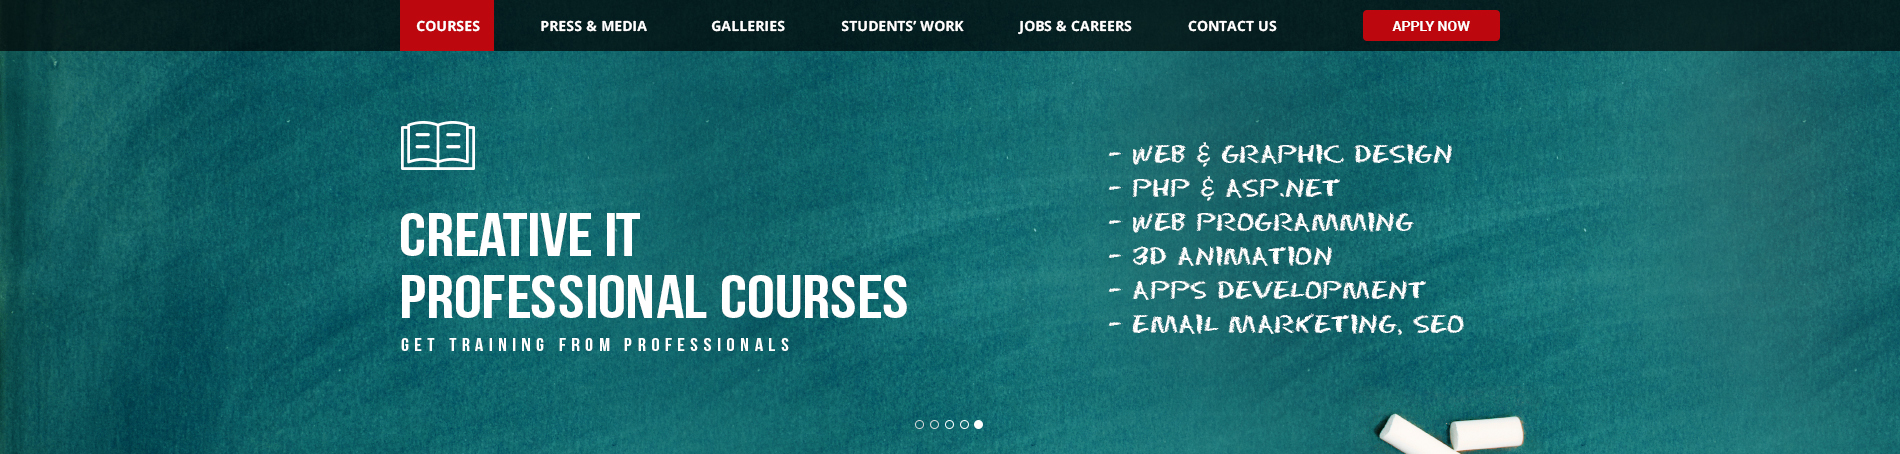 COURSES PRESS & MEDIA GALLERIES STUDENTS’ WORK JOBS & CAREERS CONTACT US APPLY NOW
CREATIVE IT
PROFESSIONAL COURSES
GET TRAINING FROM PROFESSIONALS
- WEB & GRAPHIC DESIGN
- PHP & ASP.NET
- WEB PROGRAMMING
- 3D ANIMATION
- APPS DEVELOPMENT
- EMAIL MARKETING, SEO